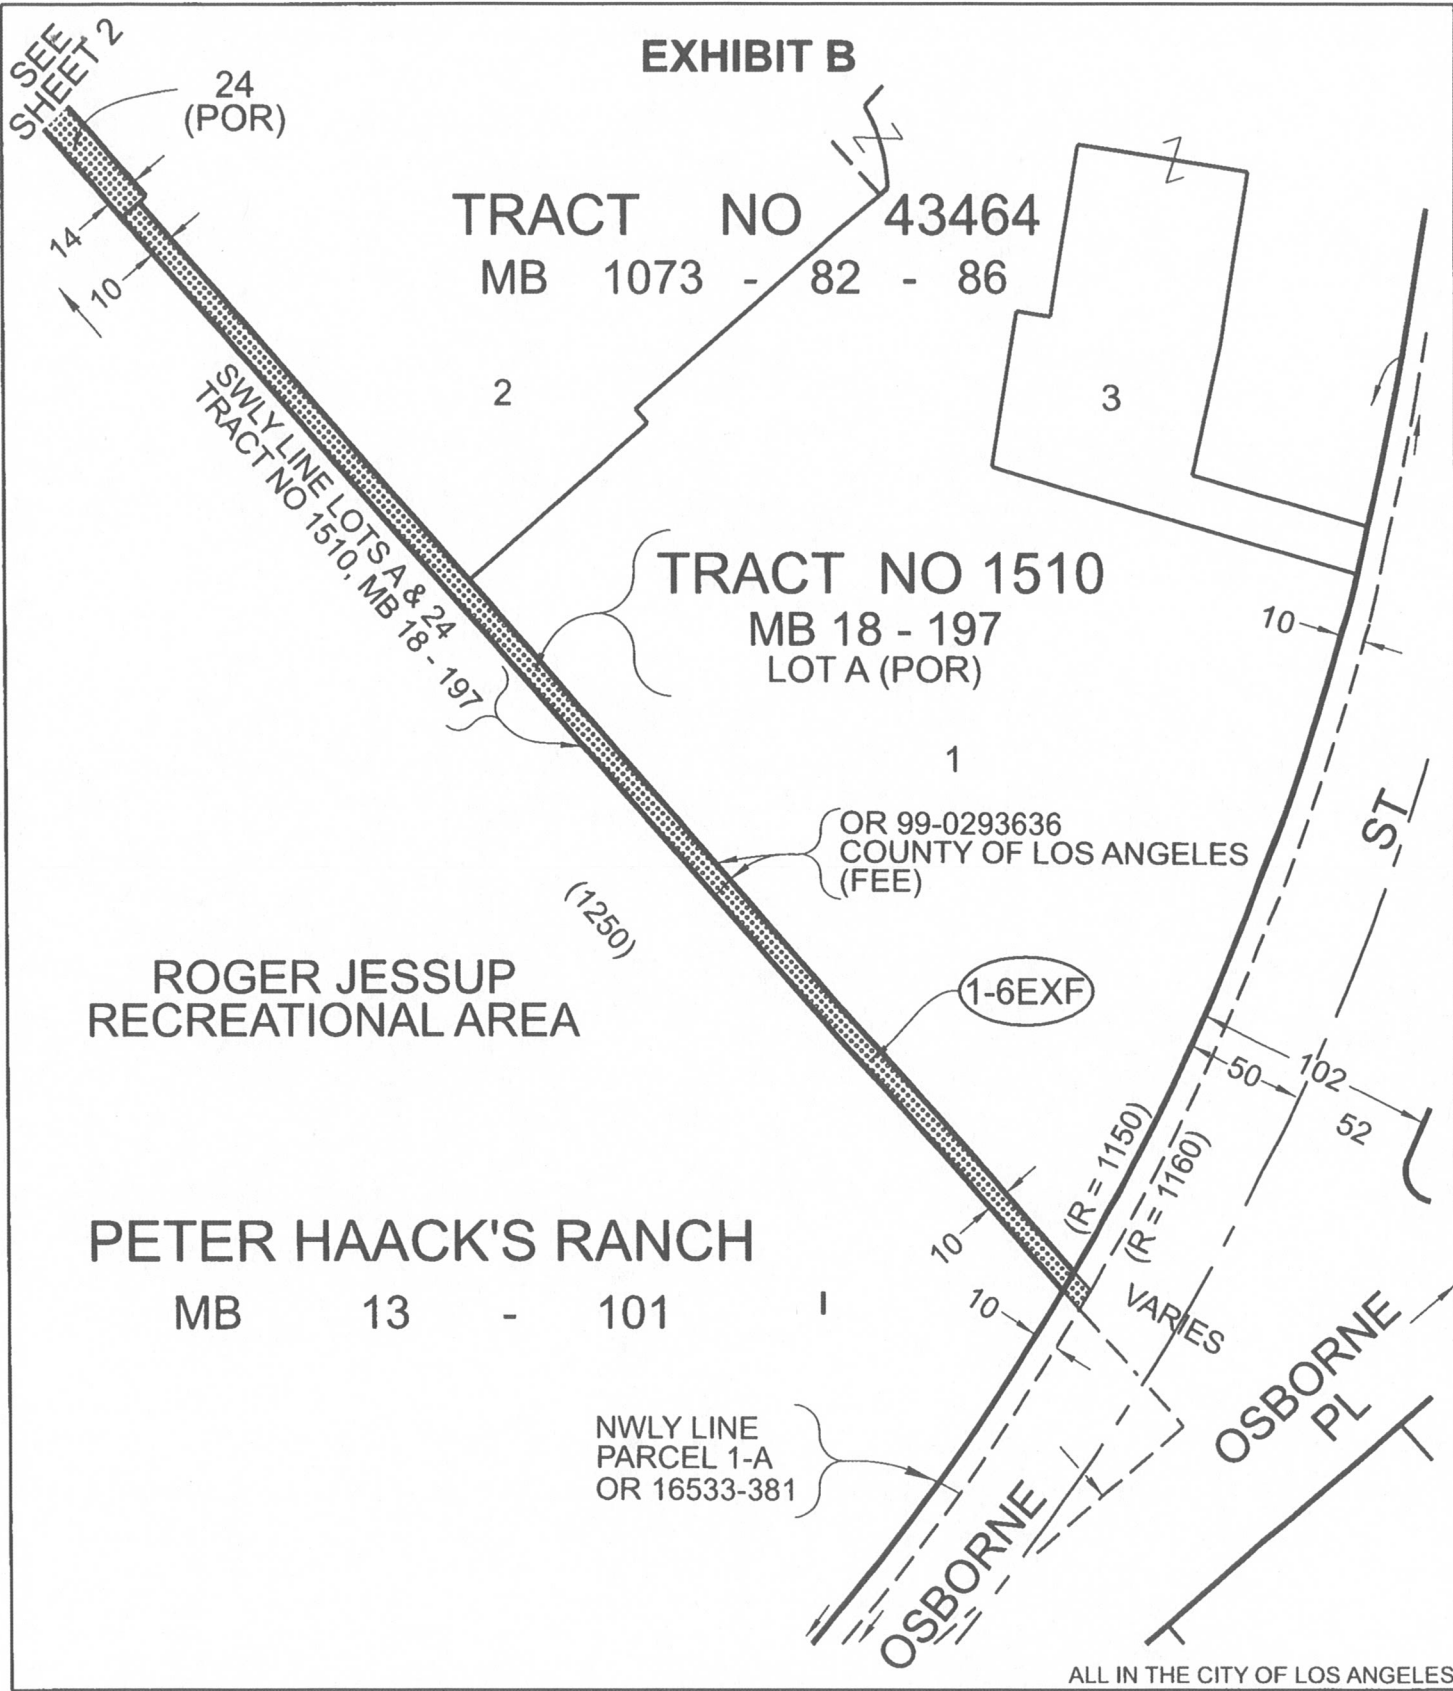 EXHIBIT B
SEE
SHEET 2
24
(POR)
14
10
TRACT NO 43464
MB 1073 - 82 - 86
2
3
SWLY LINE LOTS A & 24
TRACT NO 1510, MB 18 - 197
TRACT NO 1510
MB 18 - 197
LOT A (POR)
10
1
OR 99-0293636
COUNTY OF LOS ANGELES
(FEE)
ST
(1250)
ROGER JESSUP
RECREATIONAL AREA
1-6EXF
50
102
52
(R = 1150)
(R = 1160)
PETER HAACK'S RANCH
MB 13 - 101
I
10
10
VARIES
OSBORNE
PL
NWLY LINE
PARCEL 1-A
OR 16533-381
OSBORNE
ALL IN THE CITY OF LOS ANGELES